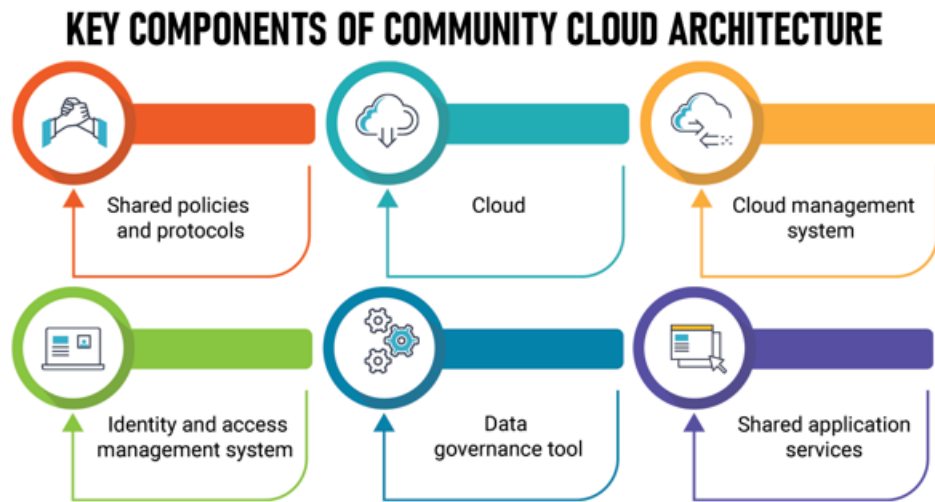 KEY COMPONENTS OF COMMUNITY CLOUD ARCHITECTURE
Shared policies
and protocols
Cloud
Cloud management
system
Identity and access
management system
Data
governance tool
Shared application
services